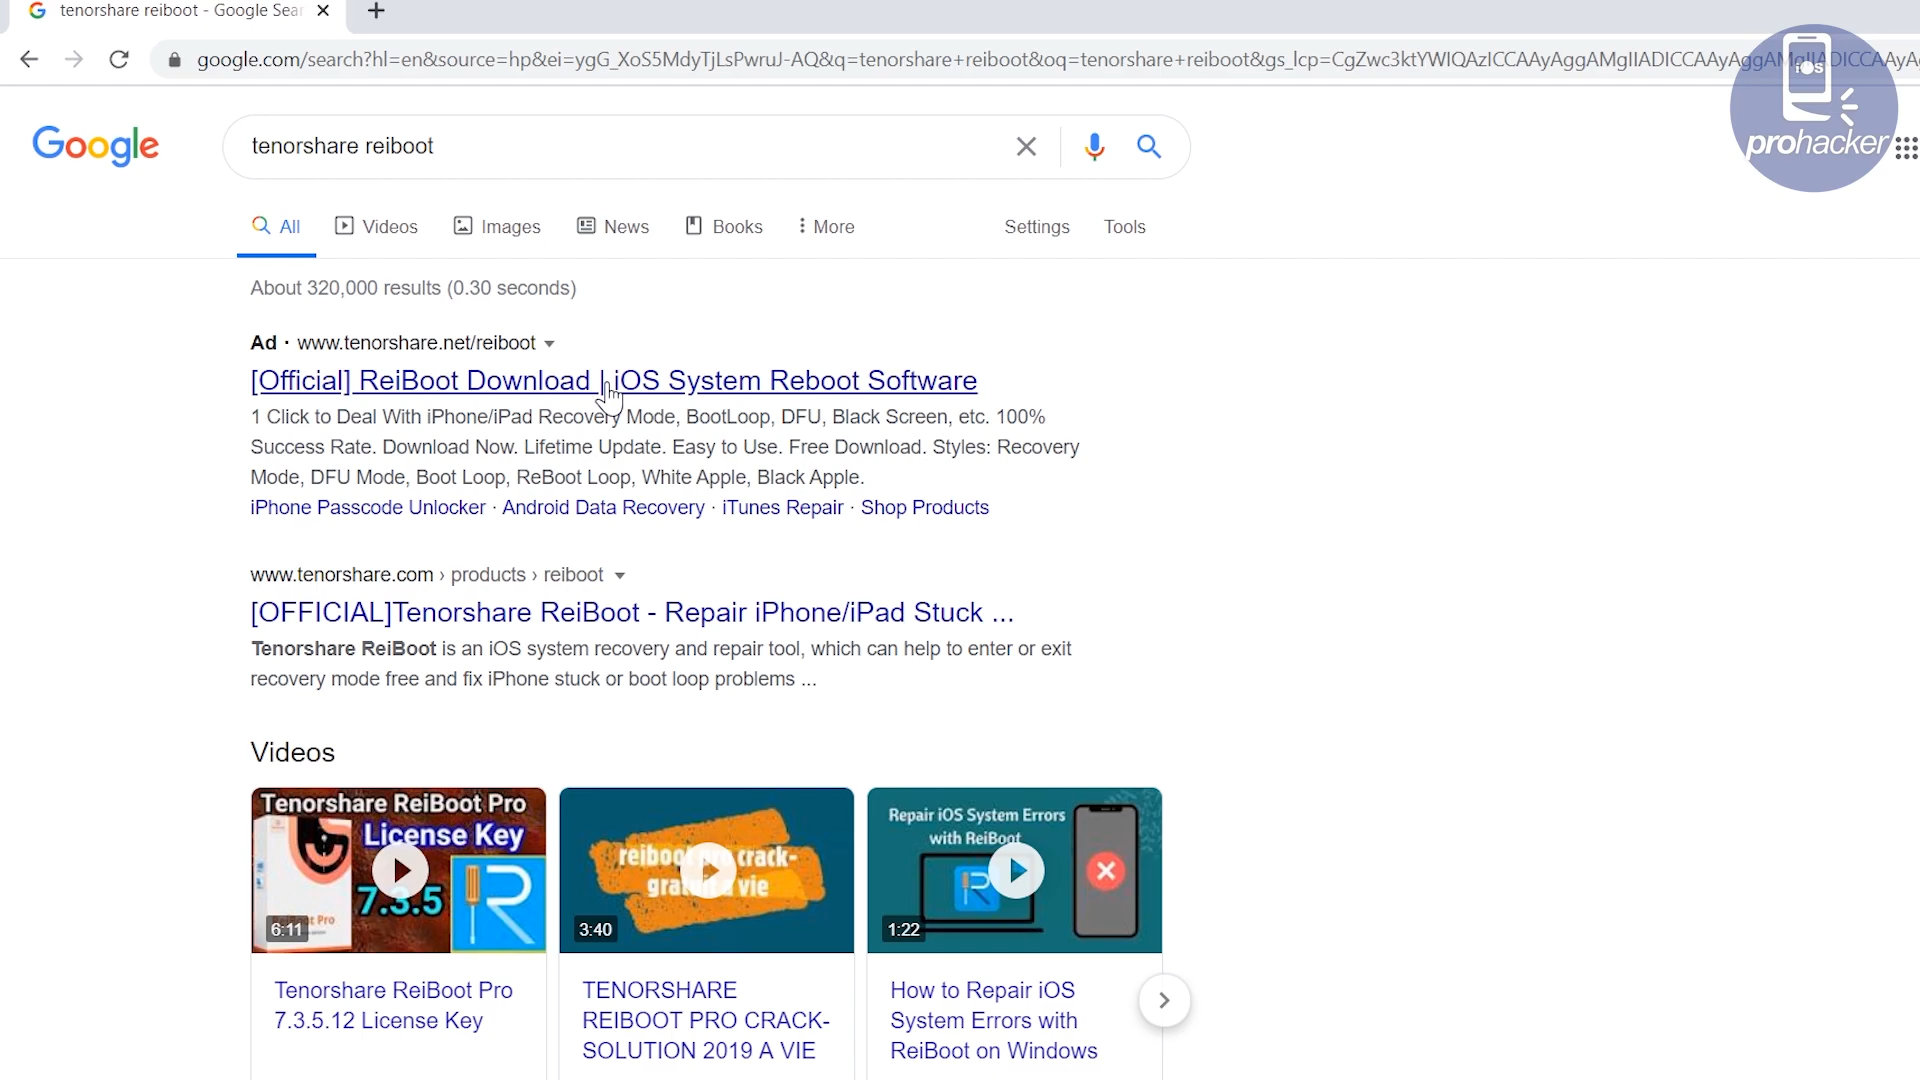 tenorshare reiboot - Google Sear
google.com/search?hl=en&source=hp&ei=ygG_XoS5MdyTjLsPwruJ-AQ&q=tenorshare+reiboot&oq=tenorshare+reiboot&gs_lcp=CgZwc3ktYWIQAzICCAAyAggAMgIIADICCAAyAggAMgIIADICCAAyA
iOS
prohacker
Google
tenorshare reiboot
All
Videos
Images
News
Books
More
Settings
Tools
About 320,000 results (0.30 seconds)
Ad · www.tenorshare.net/reiboot
[Official] ReiBoot Download | iOS System Reboot Software
1 Click to Deal With iPhone/iPad Recovery Mode, BootLoop, DFU, Black Screen, etc. 100%
Success Rate. Download Now. Lifetime Update. Easy to Use. Free Download. Styles: Recovery
Mode, DFU Mode, Boot Loop, ReBoot Loop, White Apple, Black Apple.
iPhone Passcode Unlocker · Android Data Recovery · iTunes Repair · Shop Products
www.tenorshare.com › products › reiboot
[OFFICIAL]Tenorshare ReiBoot - Repair iPhone/iPad Stuck ...
Tenorshare ReiBoot is an iOS system recovery and repair tool, which can help to enter or exit
recovery mode free and fix iPhone stuck or boot loop problems ...
Videos
Tenorshare ReiBoot Pro
License Key
7.3.5
ReiBoot Pro
6:11
Tenorshare ReiBoot Pro
7.3.5.12 License Key
reiboot pro crack-
gratuit a vie
3:40
TENORSHARE
REIBOOT PRO CRACK-
SOLUTION 2019 A VIE
Repair iOS System Errors
with ReiBoot
1:22
How to Repair iOS
System Errors with
ReiBoot on Windows